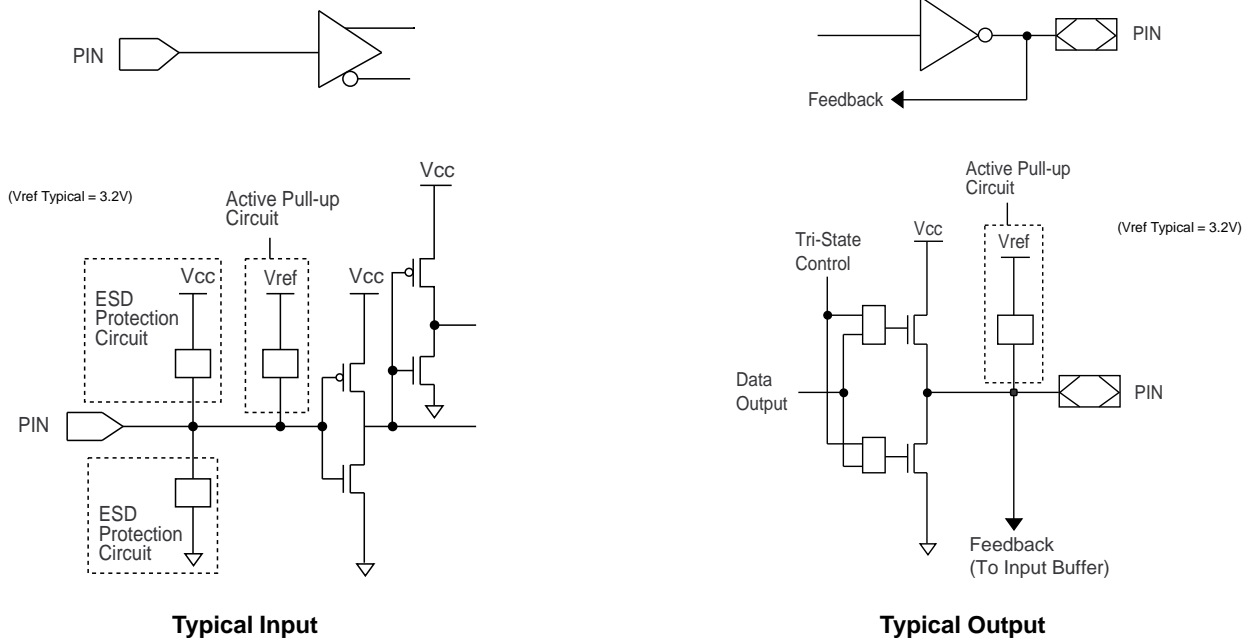 PIN
PIN
Feedback
(Vref Typical = 3.2V)
Active Pull-up
Circuit
Vcc
Vcc
Vref
Vcc
ESD
Protection
Circuit
PIN
ESD
Protection
Circuit
Typical Input
Active Pull-up
Circuit
(Vref Typical = 3.2V)
Tri-State
Control
Vcc
Vref
Data
Output
PIN
Feedback
(To Input Buffer)
Typical Output